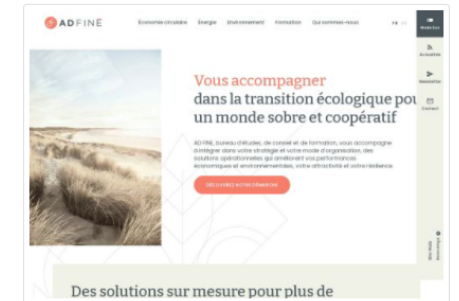 ADFINE
Économie circulaire Énergie Environnement Formation Qui sommes-nous FR
Actualités
Newsletter
Contact
Vous accompagner
dans la transition écologique pou
un monde sobre et coopératif
AD FINE, bureau d'études, de conseil et de formation, vous accompagne
à intégrer dans votre stratégie et votre mode d'organisation, des
solutions opérationnelles qui améliorent vos performances
économiques et environnementales, votre attractivité et votre résilience.
DÉCOUVREZ NOTRE DÉMARCHE
Des solutions sur mesure pour plus de